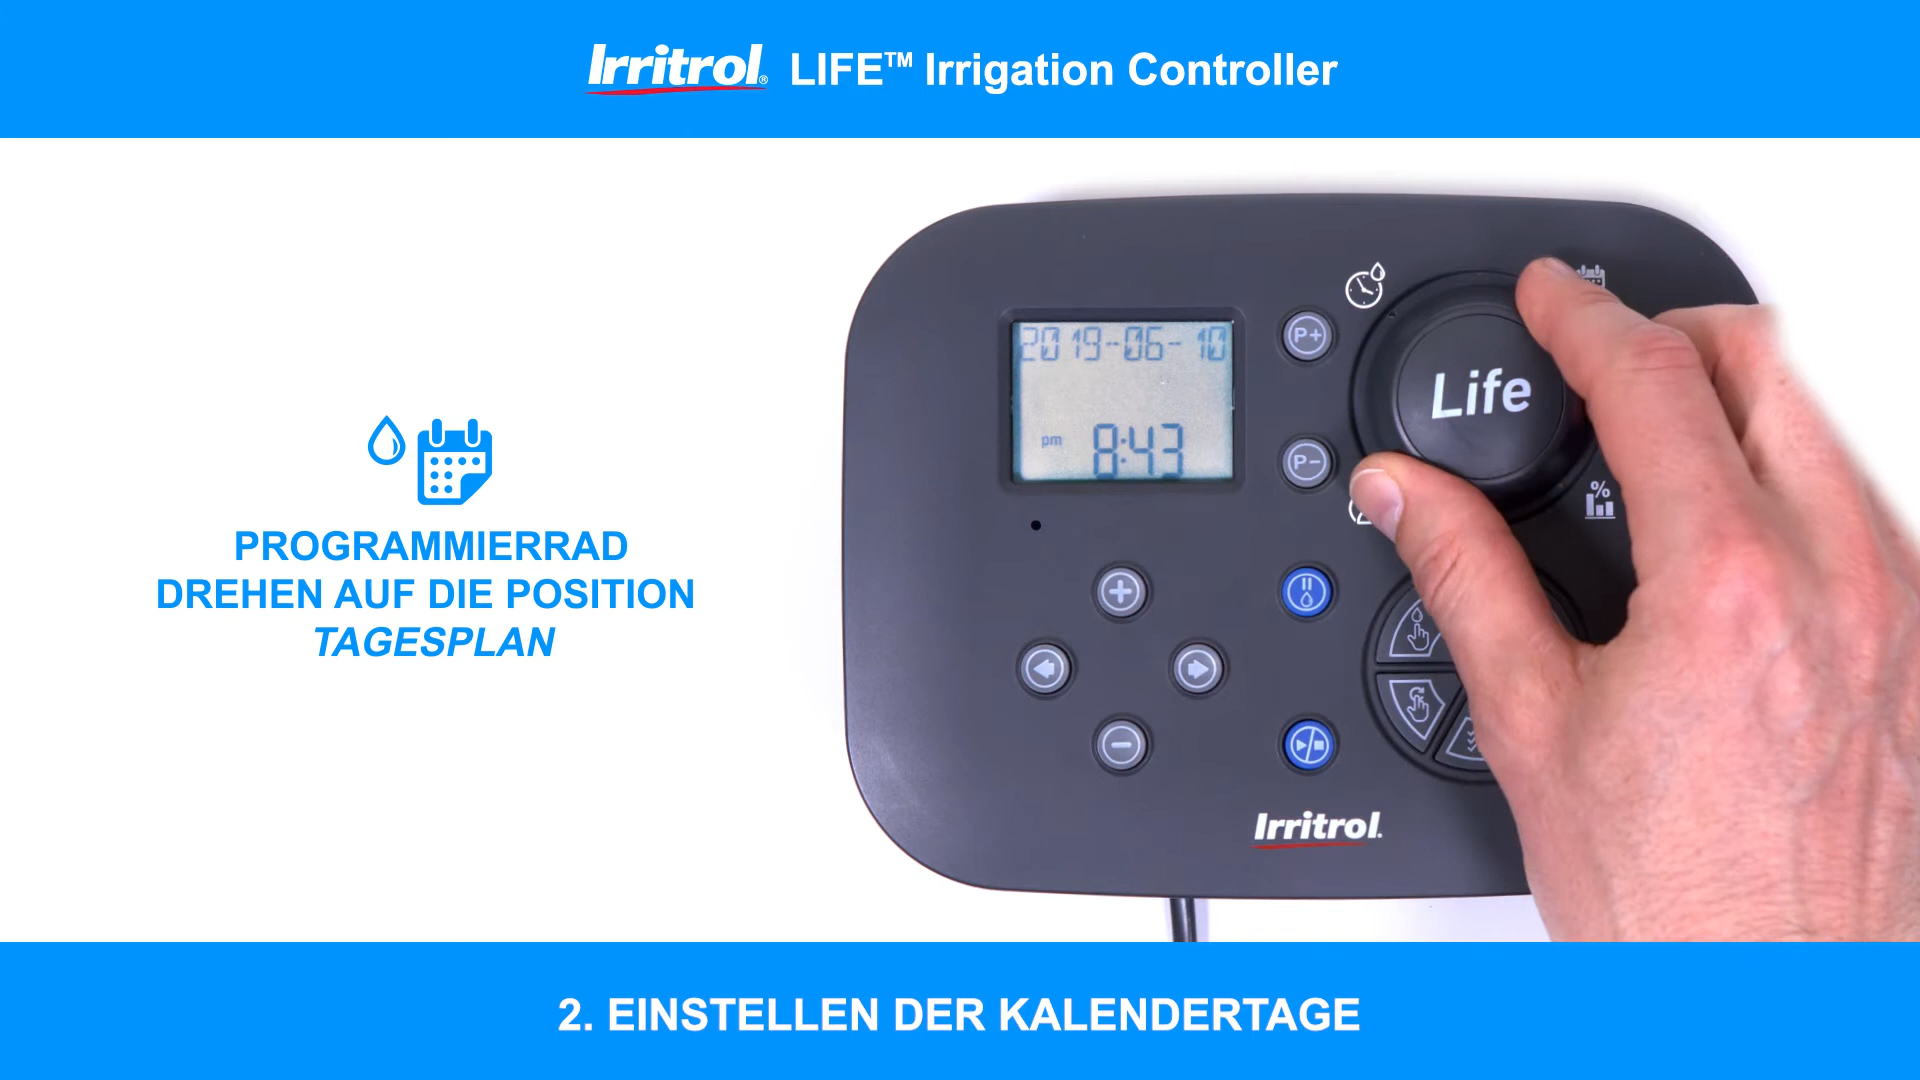 Irritrol® LIFE™ Irrigation Controller
2019-06-10
pm 8:43
P+
P-
Life
%
Irritrol.
PROGRAMMIERRAD
DREHEN AUF DIE POSITION
TAGESPLAN
2. EINSTELLEN DER KALENDERTAGE